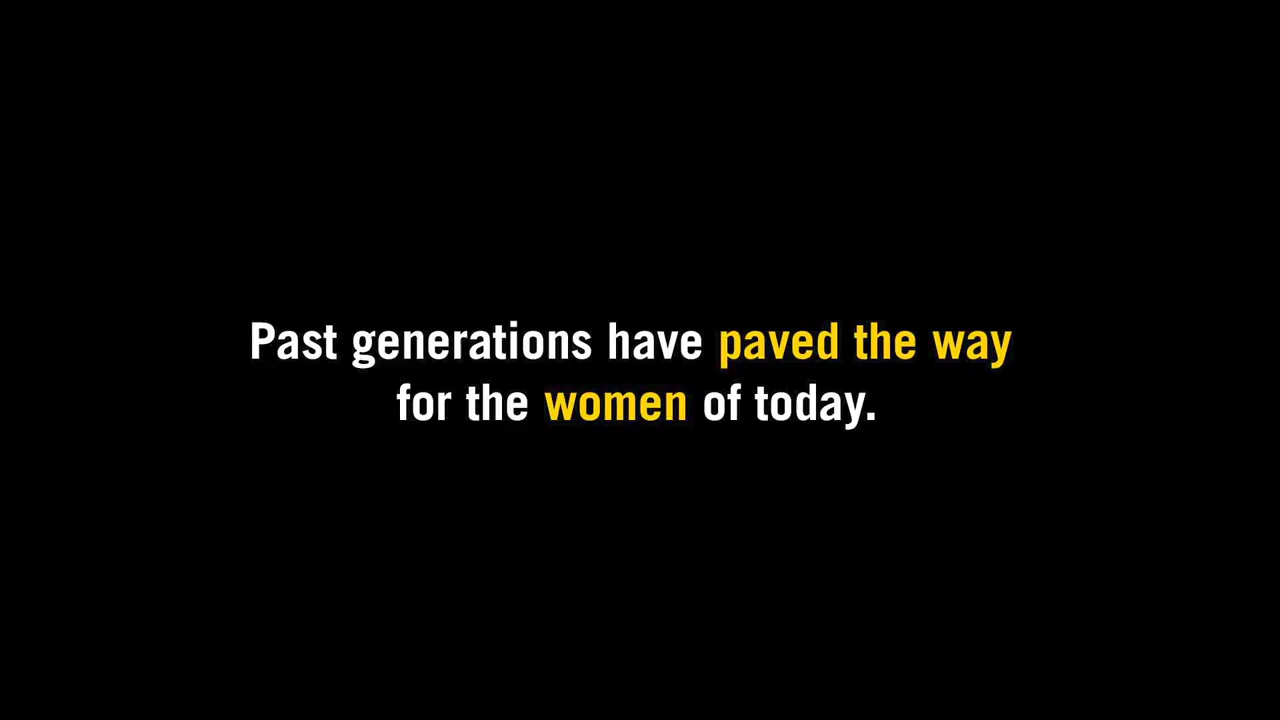 Past generations have paved the way
for the women of today.